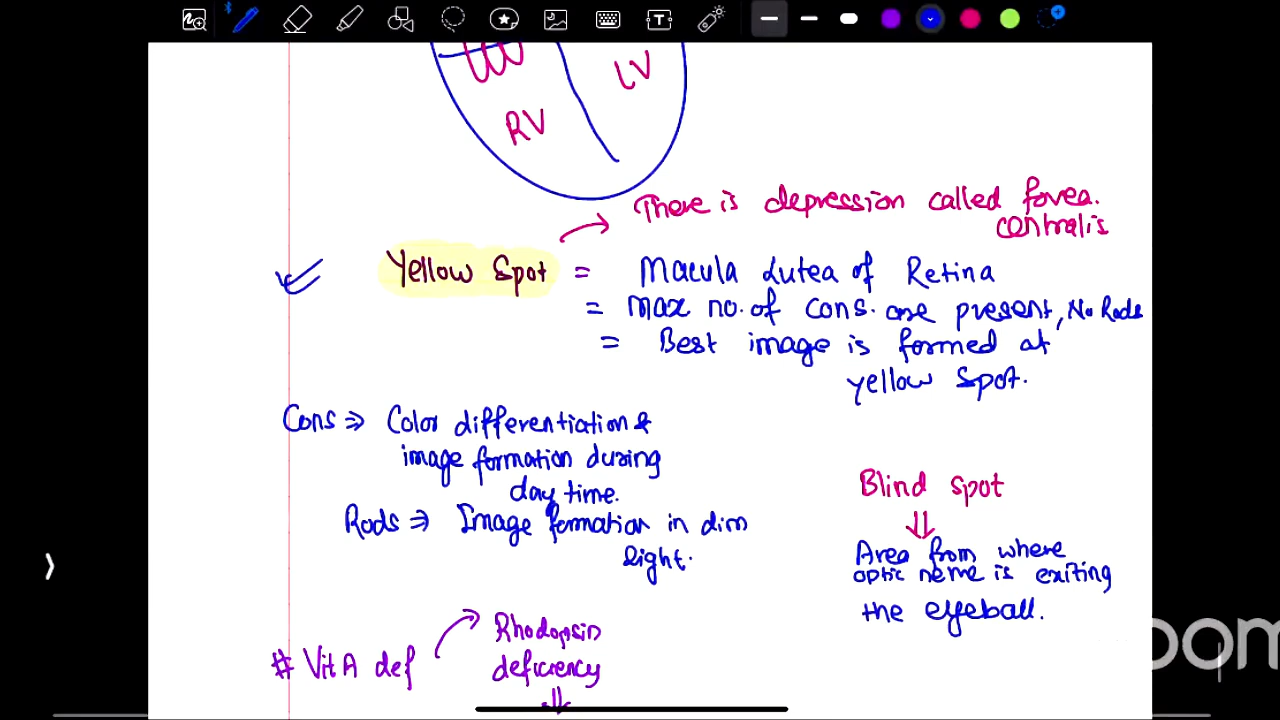 RV
LV
There is depression called fovea.
centralis
Yellow Spot = Macula Lutea of Retina
= Max no. of Cons. are present, No Rods
= Best image is formed at
yellow Spot.
Cons ⇒ Color differentiation &
image formation during
day time.
Rods ⇒ Image formation in dim
light.
Blind spot
⇓
Area from where
optic nerve is exiting
the eyeball.
# Vit A def
Rhodopsin
deficiency
oom